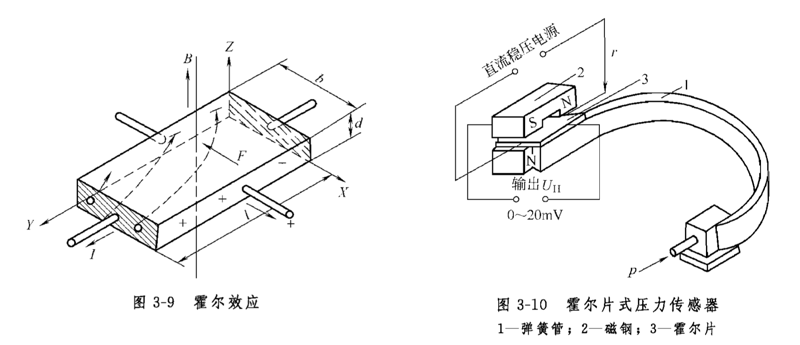 B
Z
b
d
F
X
Y
I
l
+ + +
-
+
图 3-9 霍尔效应
直流稳压电源
r
2
3
1
N
S
N
输出 UH
0～20mV
p
图 3-10 霍尔片式压力传感器
1—弹簧管；2—磁钢；3—霍尔片